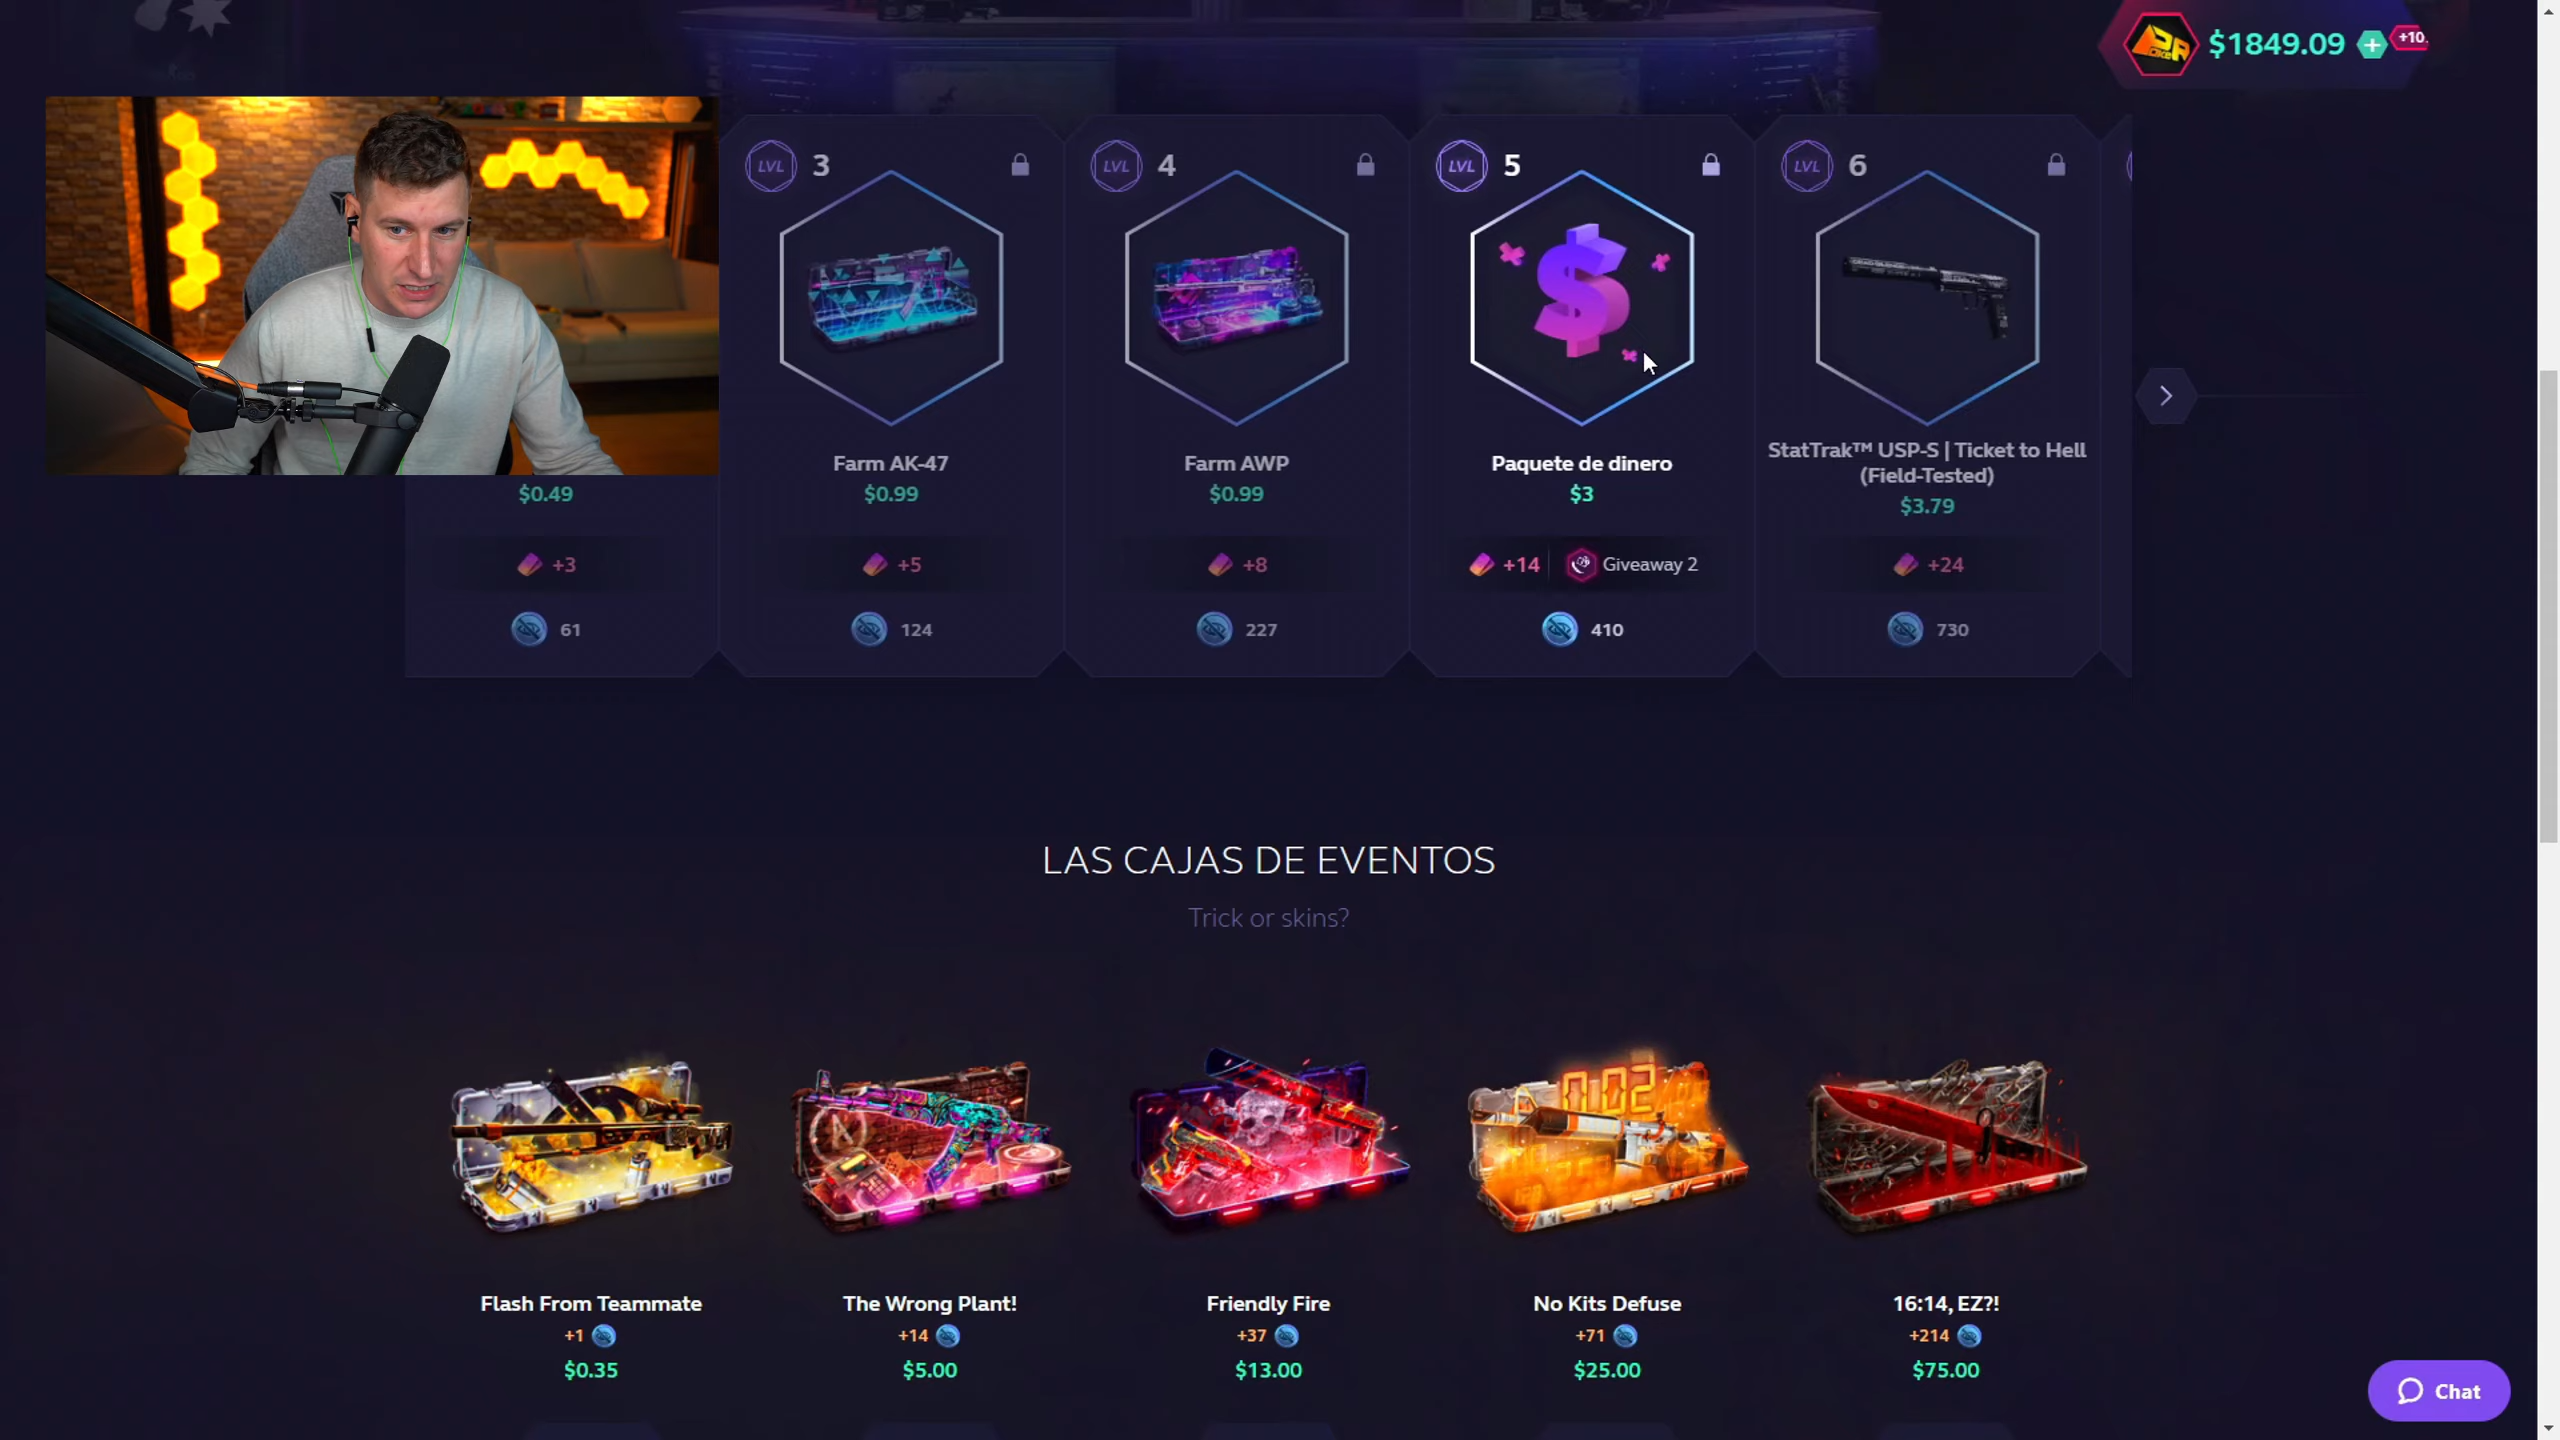 $1849.09
+10.
LVL 3
LVL 4
LVL 5
LVL 6
Farm AK-47
Farm AWP
Paquete de dinero
StatTrak™ USP-S | Ticket to Hell
(Field-Tested)
$0.49
$0.99
$0.99
$3
$3.79
+3
+5
+8
+14
Giveaway 2
+24
61
124
227
410
730
LAS CAJAS DE EVENTOS
Trick or skins?
0:02
Flash From Teammate
The Wrong Plant!
Friendly Fire
No Kits Defuse
16:14, EZ?!
+1
+14
+37
+71
+214
$0.35
$5.00
$13.00
$25.00
$75.00
Chat